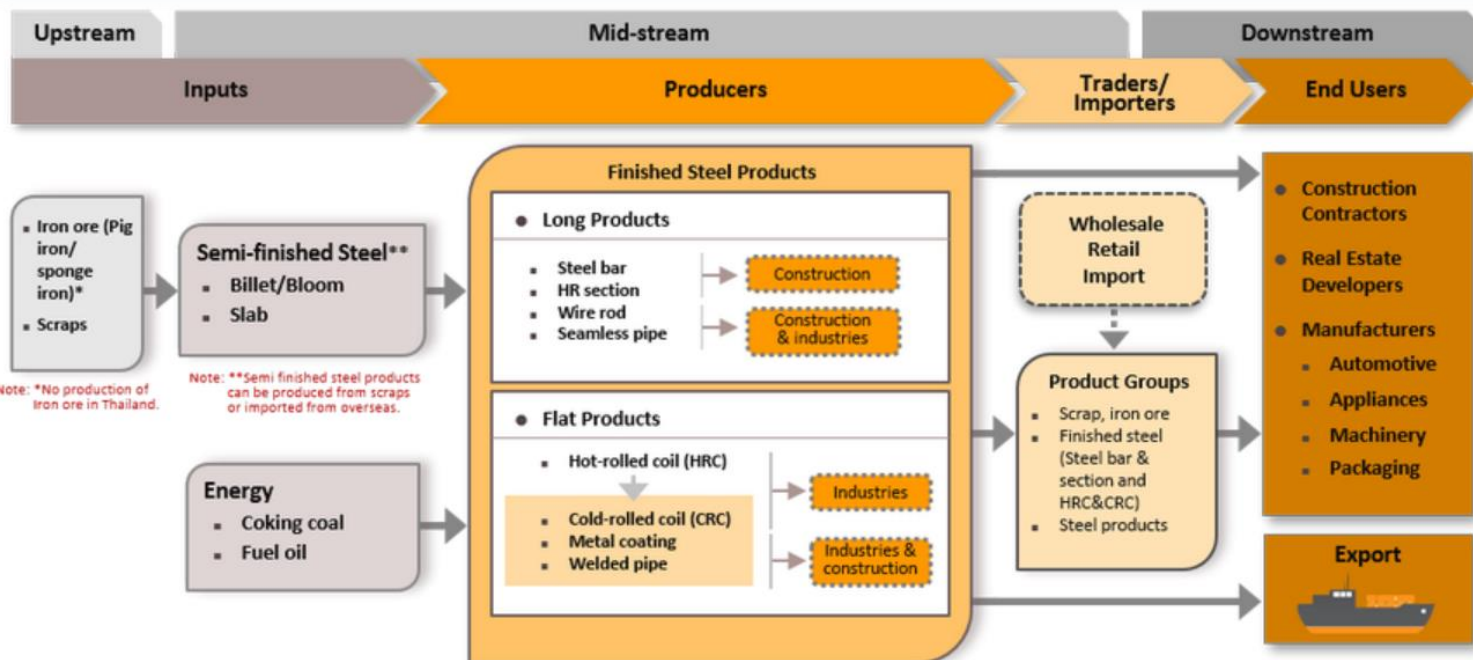 Upstream
Mid-stream
Downstream
Inputs
Producers
Traders/
Importers
End Users
Iron ore (Pig
iron/
sponge
iron)*
Scraps
Note: *No production of
Iron ore in Thailand.
Semi-finished Steel**
Billet/Bloom
Slab
Note: **Semi finished steel products
can be produced from scraps
or imported from overseas.
Energy
Coking coal
Fuel oil
Finished Steel Products
Long Products
Steel bar
HR section
Wire rod
Seamless pipe
Construction
Construction
& industries
Flat Products
Hot-rolled coil (HRC)
Cold-rolled coil (CRC)
Metal coating
Welded pipe
Industries
Industries &
construction
Wholesale
Retail
Import
Product Groups
Scrap, iron ore
Finished steel
(Steel bar &
section and
HRC&CRC)
Steel products
Construction
Contractors
Real Estate
Developers
Manufacturers
Automotive
Appliances
Machinery
Packaging
Export